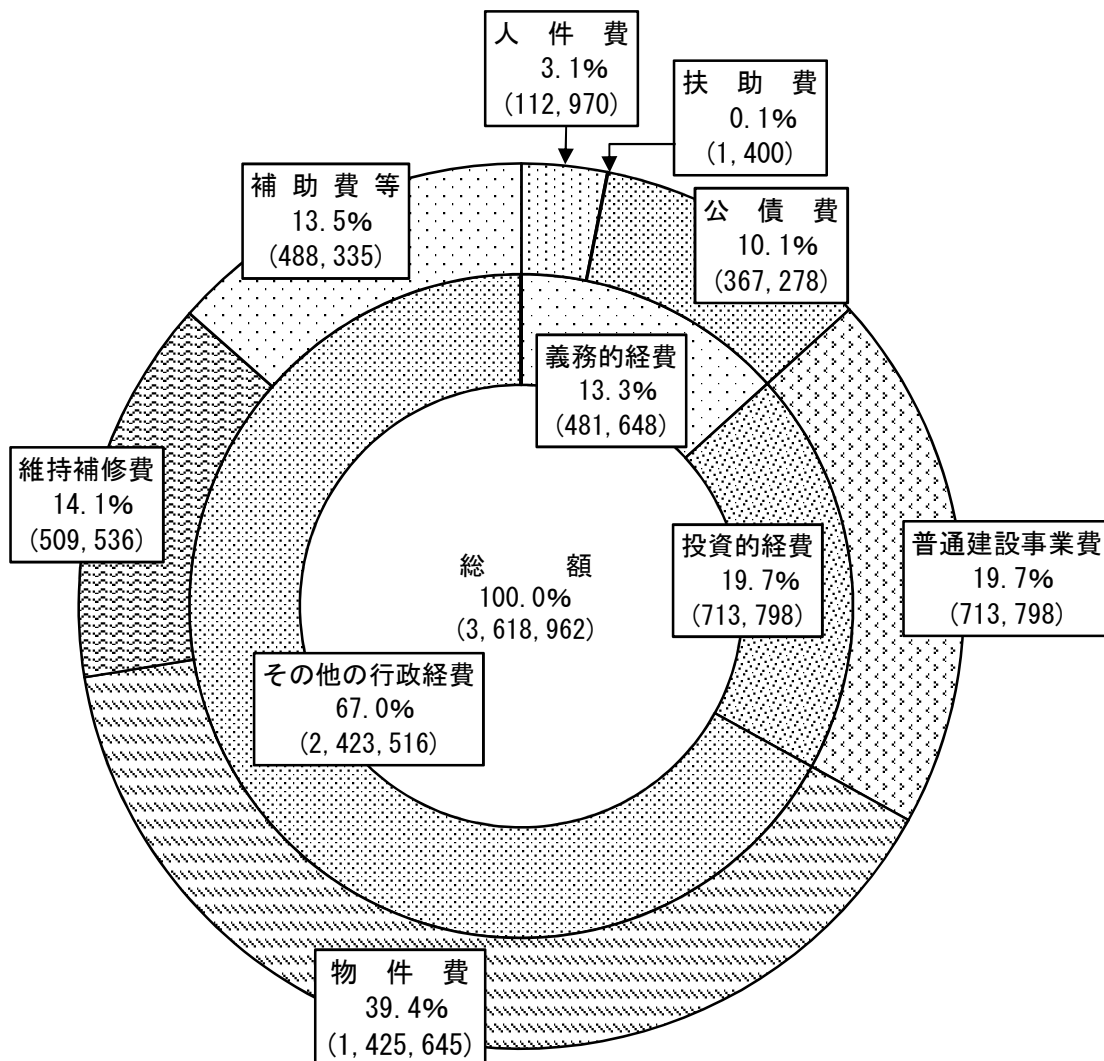 人件費
3.1%
(112,970)
扶助費
0.1%
(1,400)
補助費等
13.5%
(488,335)
公債費
10.1%
(367,278)
義務的経費
13.3%
(481,648)
維持補修費
14.1%
(509,536)
総額
100.0%
(3,618,962)
投資的経費
19.7%
(713,798)
普通建設事業費
19.7%
(713,798)
その他の行政経費
67.0%
(2,423,516)
物件費
39.4%
(1,425,645)